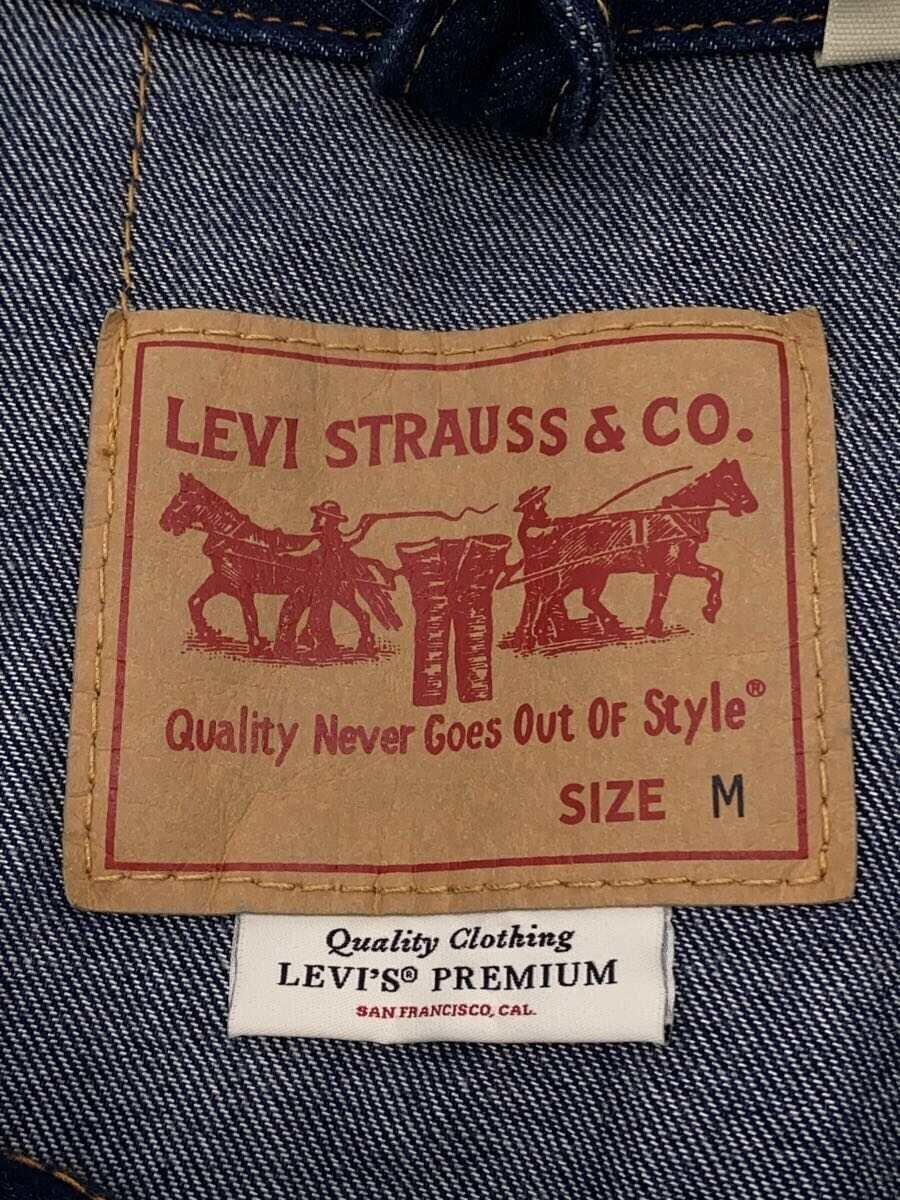 LEVI STRAUSS & CO.
Quality Never Goes Out Of Style®
SIZE M
Quality Clothing
LEVI'S® PREMIUM
SAN FRANCISCO, CAL.